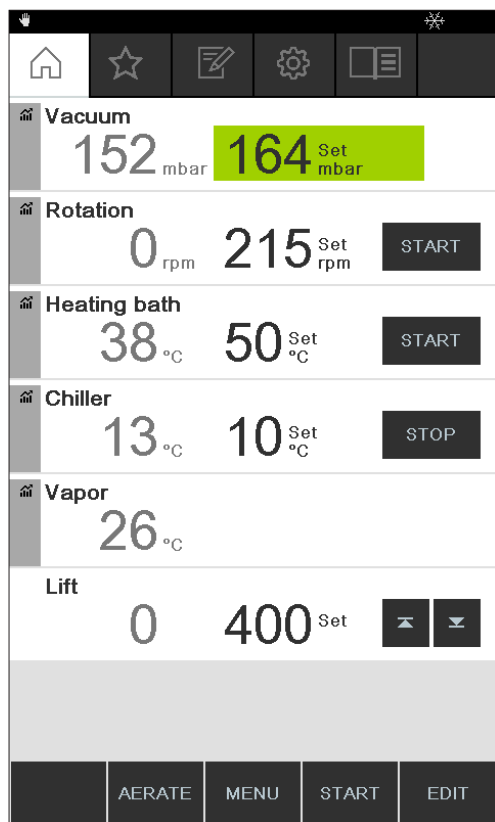 Vacuum
152 mbar 164 Set mbar
Rotation
0 rpm 215 Set rpm START
Heating bath
38 °C 50 Set °C START
Chiller
13 °C 10 Set °C STOP
Vapor
26 °C
Lift
0 400 Set
AERATE MENU START EDIT